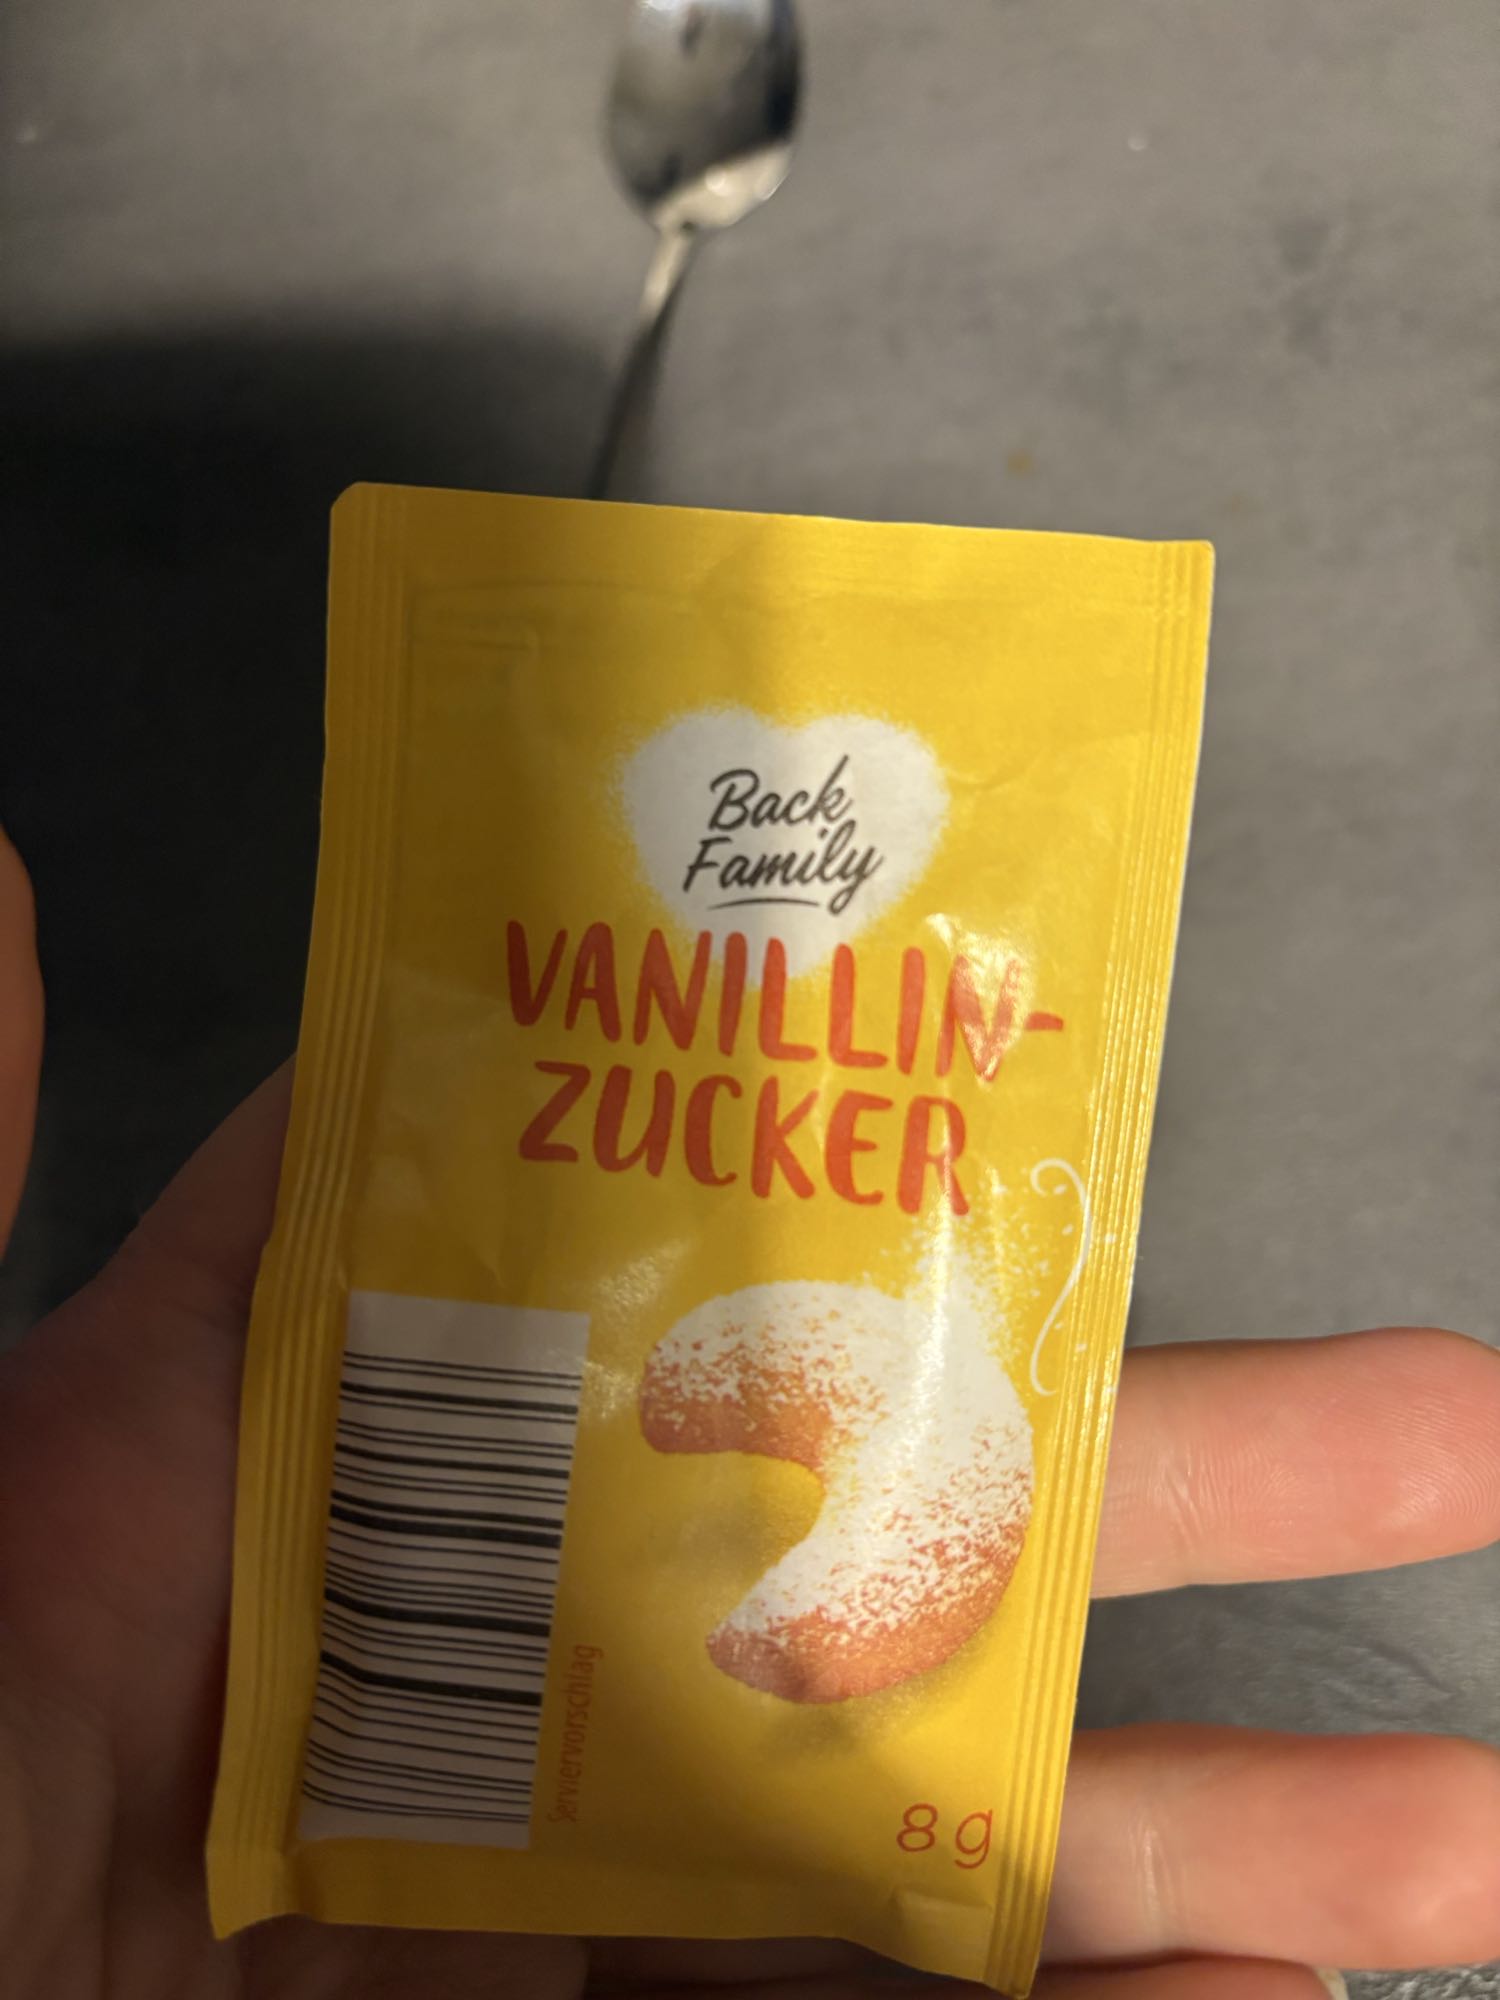 Back
Family
VANILLIN-
ZUCKER
Serviervorschlag
8 g